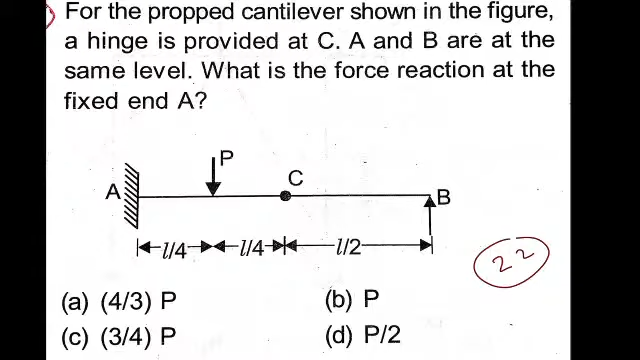 For the propped cantilever shown in the figure,
a hinge is provided at C. A and B are at the
same level. What is the force reaction at the
fixed end A?
P
C
A
B
l/4
l/4
l/2
22
(a) (4/3) P
(b) P
(c) (3/4) P
(d) P/2